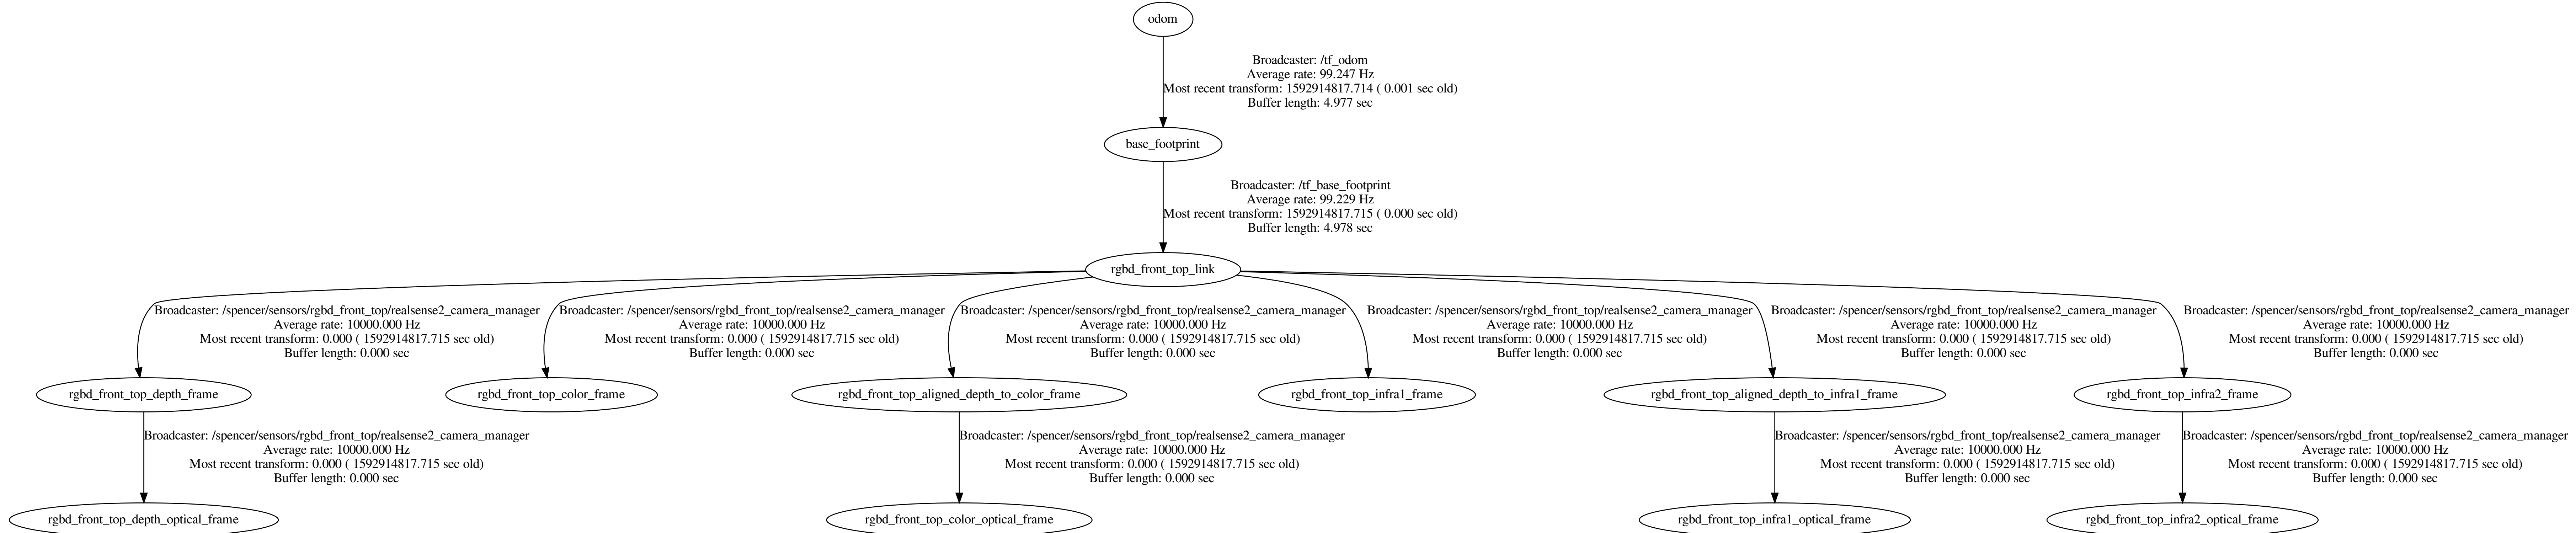 odom
Broadcaster: /tf_odom
Average rate: 99.247 Hz
Most recent transform: 1592914817.714 ( 0.001 sec old)
Buffer length: 4.977 sec
base_footprint
Broadcaster: /tf_base_footprint
Average rate: 99.229 Hz
Most recent transform: 1592914817.715 ( 0.000 sec old)
Buffer length: 4.978 sec
rgbd_front_top_link
Broadcaster: /spencer/sensors/rgbd_front_top/realsense2_camera_manager
Average rate: 10000.000 Hz
Most recent transform: 0.000 ( 1592914817.715 sec old)
Buffer length: 0.000 sec
Broadcaster: /spencer/sensors/rgbd_front_top/realsense2_camera_manager
Average rate: 10000.000 Hz
Most recent transform: 0.000 ( 1592914817.715 sec old)
Buffer length: 0.000 sec
Broadcaster: /spencer/sensors/rgbd_front_top/realsense2_camera_manager
Average rate: 10000.000 Hz
Most recent transform: 0.000 ( 1592914817.715 sec old)
Buffer length: 0.000 sec
Broadcaster: /spencer/sensors/rgbd_front_top/realsense2_camera_manager
Average rate: 10000.000 Hz
Most recent transform: 0.000 ( 1592914817.715 sec old)
Buffer length: 0.000 sec
Broadcaster: /spencer/sensors/rgbd_front_top/realsense2_camera_manager
Average rate: 10000.000 Hz
Most recent transform: 0.000 ( 1592914817.715 sec old)
Buffer length: 0.000 sec
Broadcaster: /spencer/sensors/rgbd_front_top/realsense2_camera_manager
Average rate: 10000.000 Hz
Most recent transform: 0.000 ( 1592914817.715 sec old)
Buffer length: 0.000 sec
rgbd_front_top_depth_frame
rgbd_front_top_color_frame
rgbd_front_top_aligned_depth_to_color_frame
rgbd_front_top_infra1_frame
rgbd_front_top_aligned_depth_to_infra1_frame
rgbd_front_top_infra2_frame
Broadcaster: /spencer/sensors/rgbd_front_top/realsense2_camera_manager
Average rate: 10000.000 Hz
Most recent transform: 0.000 ( 1592914817.715 sec old)
Buffer length: 0.000 sec
Broadcaster: /spencer/sensors/rgbd_front_top/realsense2_camera_manager
Average rate: 10000.000 Hz
Most recent transform: 0.000 ( 1592914817.715 sec old)
Buffer length: 0.000 sec
Broadcaster: /spencer/sensors/rgbd_front_top/realsense2_camera_manager
Average rate: 10000.000 Hz
Most recent transform: 0.000 ( 1592914817.715 sec old)
Buffer length: 0.000 sec
Broadcaster: /spencer/sensors/rgbd_front_top/realsense2_camera_manager
Average rate: 10000.000 Hz
Most recent transform: 0.000 ( 1592914817.715 sec old)
Buffer length: 0.000 sec
rgbd_front_top_depth_optical_frame
rgbd_front_top_color_optical_frame
rgbd_front_top_infra1_optical_frame
rgbd_front_top_infra2_optical_frame